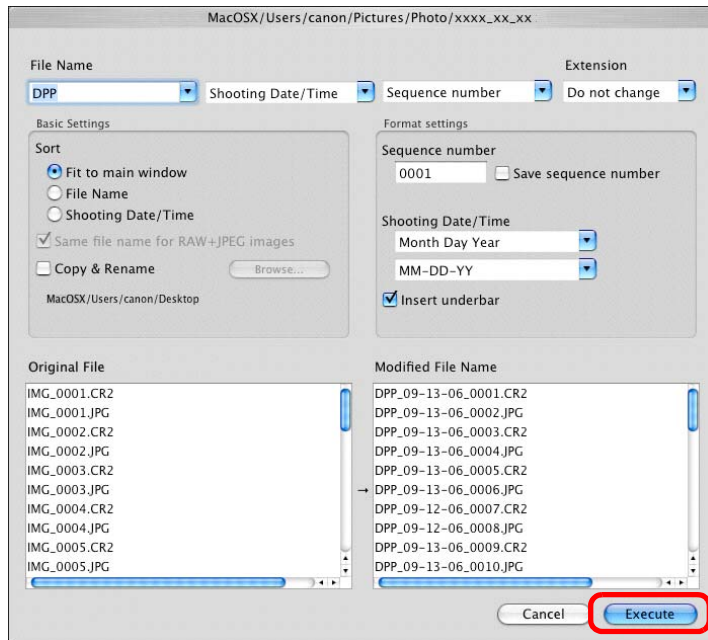 MacOSX/Users/canon/Pictures/Photo/xxxx_xx_xx
File Name Extension
DPP Shooting Date/Time Sequence number Do not change
Basic Settings Format settings
Sort
Fit to main window
File Name
Shooting Date/Time
Same file name for RAW+JPEG images
Copy & Rename Browse...
MacOSX/Users/canon/Desktop
Sequence number
0001 Save sequence number
Shooting Date/Time
Month Day Year
MM-DD-YY
Insert underbar
Original File
IMG_0001.CR2
IMG_0001.JPG
IMG_0002.CR2
IMG_0002.JPG
IMG_0003.CR2
IMG_0003.JPG
IMG_0004.CR2
IMG_0004.JPG
IMG_0005.CR2
IMG_0005.JPG
→
Modified File Name
DPP_09-13-06_0001.CR2
DPP_09-13-06_0002.JPG
DPP_09-13-06_0003.CR2
DPP_09-13-06_0004.JPG
DPP_09-13-06_0005.CR2
DPP_09-13-06_0006.JPG
DPP_09-12-06_0007.CR2
DPP_09-12-06_0008.JPG
DPP_09-13-06_0009.CR2
DPP_09-13-06_0010.JPG
Cancel Execute